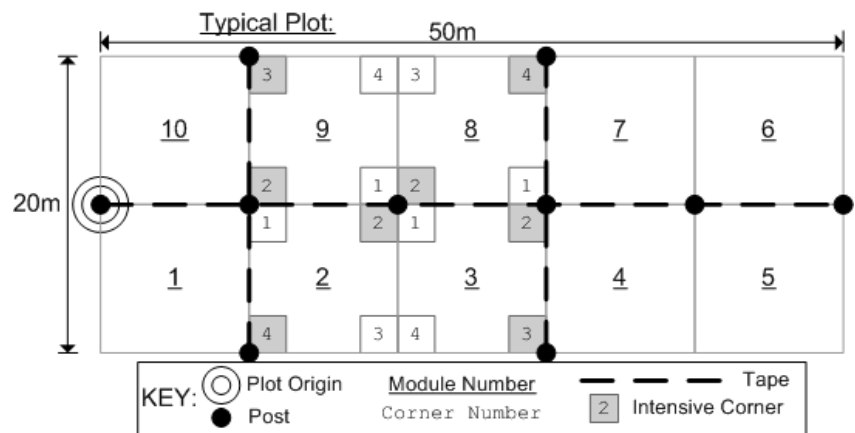 Typical Plot:
50m
3 4 3 4
10 9 8 7 6
2 1 2 1
20m
1 2 1 2
1 2 3 4 5
4 3 4 3
KEY: Plot Origin Module Number Tape
Post Corner Number 2 Intensive Corner